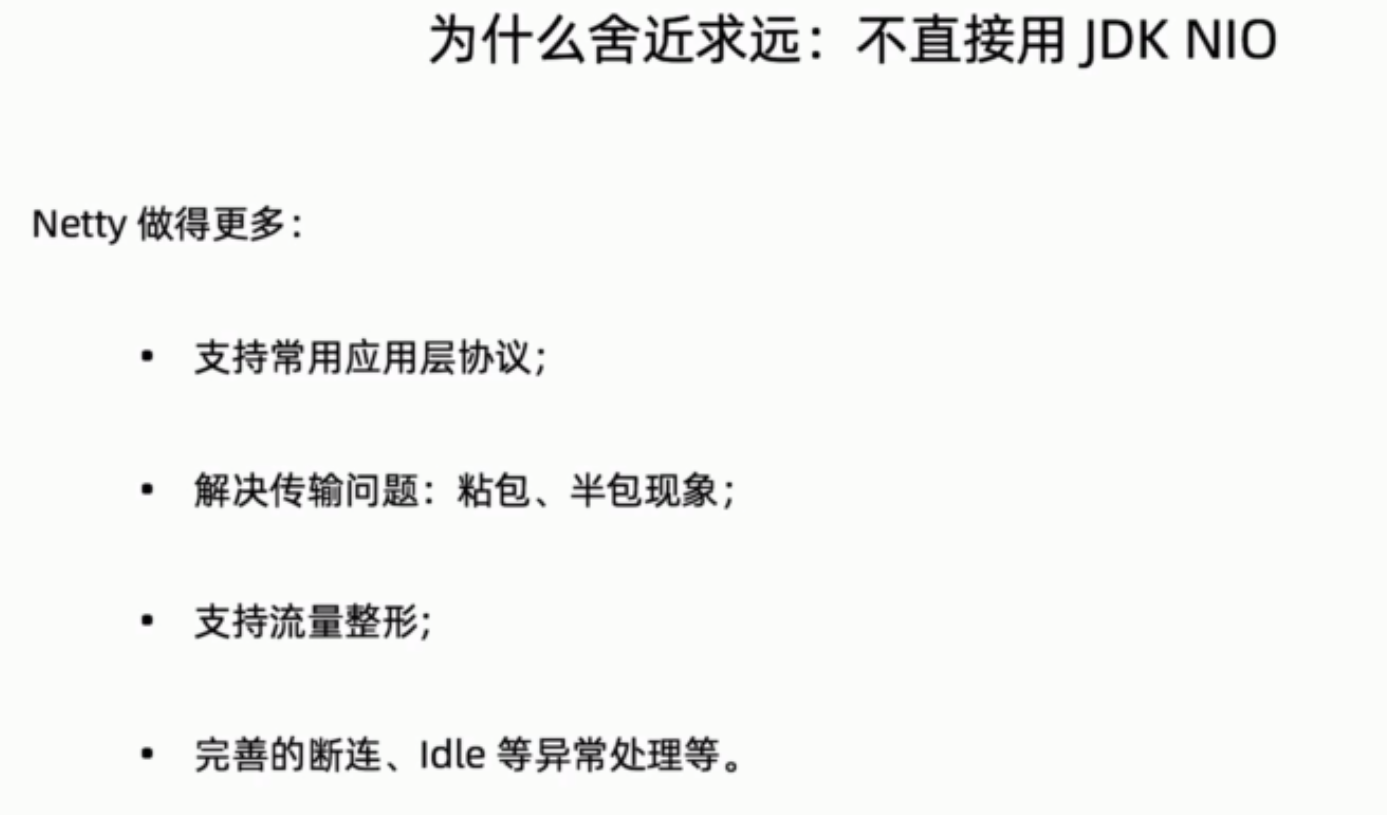 为什么舍近求远：不直接用 JDK NIO
Netty 做得更多：
• 支持常用应用层协议；
• 解决传输问题：粘包、半包现象；
• 支持流量整形；
• 完善的断连、Idle 等异常处理等。